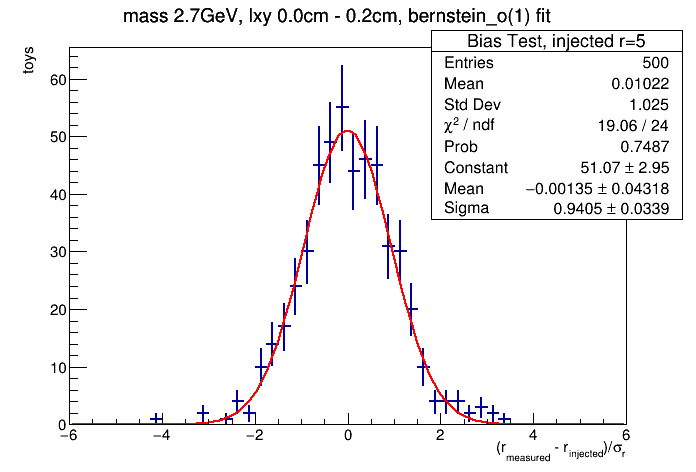 mass 2.7GeV, lxy 0.0cm - 0.2cm, bernstein_o(1) fit
Bias Test, injected r=5
Entries 500
Mean 0.01022
Std Dev 1.025
χ² / ndf 19.06 / 24
Prob 0.7487
Constant 51.07 ± 2.95
Mean −0.00135 ± 0.04318
Sigma 0.9405 ± 0.0339
toys
60
50
40
30
20
10
0
−6 −4 −2 0 2 4 6
(r_measured - r_injected)/σ_r